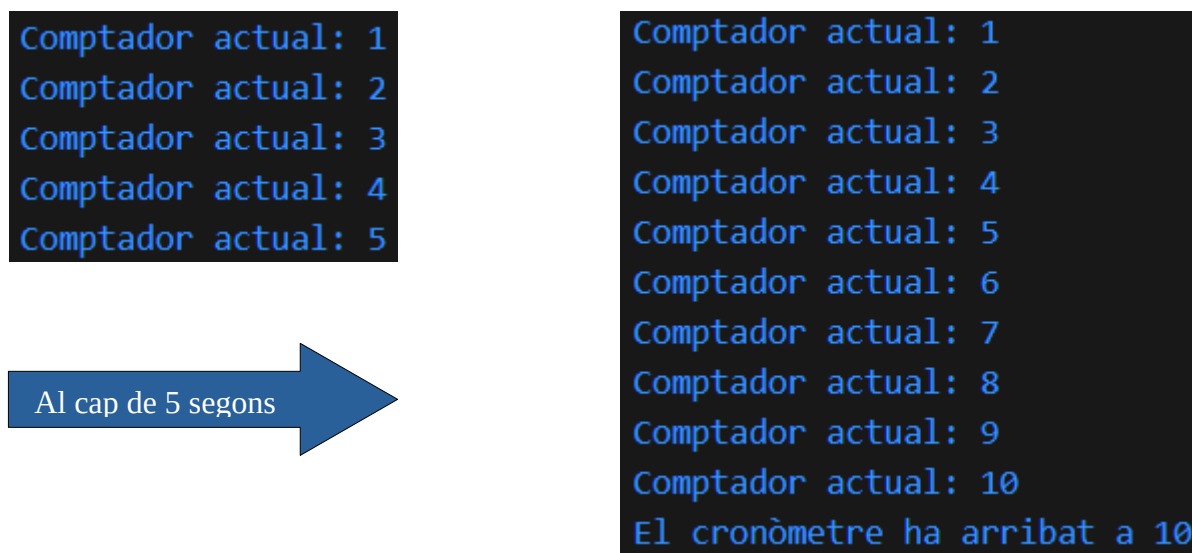 Comptador actual: 1
Comptador actual: 2
Comptador actual: 3
Comptador actual: 4
Comptador actual: 5
Al cap de 5 segons
Comptador actual: 1
Comptador actual: 2
Comptador actual: 3
Comptador actual: 4
Comptador actual: 5
Comptador actual: 6
Comptador actual: 7
Comptador actual: 8
Comptador actual: 9
Comptador actual: 10
El cronòmetre ha arribat a 10